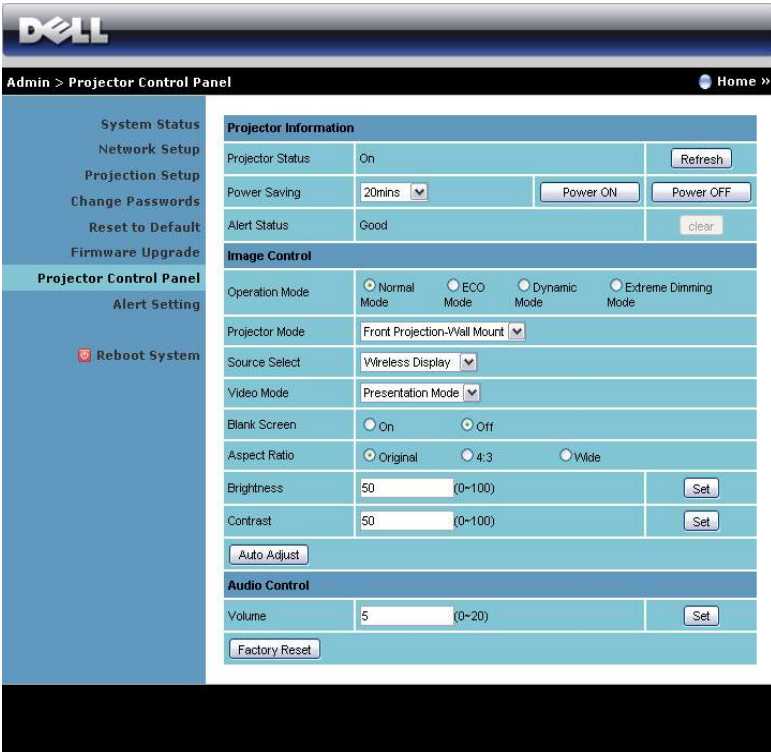 DELL
Admin > Projector Control Panel
Home »
System Status
Network Setup
Projection Setup
Change Passwords
Reset to Default
Firmware Upgrade
Projector Control Panel
Alert Setting
Reboot System
Projector Information
Projector Status On Refresh
Power Saving 20mins Power ON Power OFF
Alert Status Good clear
Image Control
Operation Mode Normal Mode ECO Mode Dynamic Mode Extreme Dimming Mode
Projector Mode Front Projection-Wall Mount
Source Select Wireless Display
Video Mode Presentation Mode
Blank Screen On Off
Aspect Ratio Original 4:3 Wide
Brightness 50 (0~100) Set
Contrast 50 (0~100) Set
Auto Adjust
Audio Control
Volume 5 (0~20) Set
Factory Reset